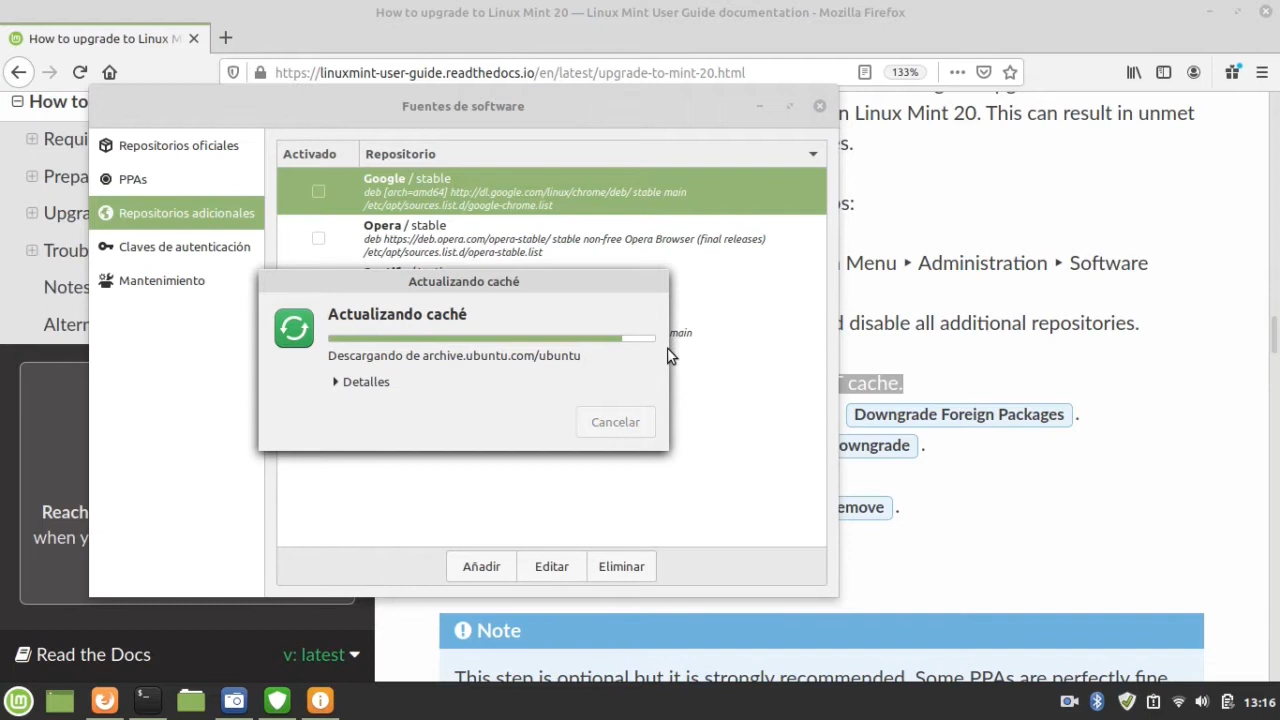 How to upgrade to Linux Mint 20 — Linux Mint User Guide documentation - Mozilla Firefox
How to upgrade to Linux M
https://linuxmint-user-guide.readthedocs.io/en/latest/upgrade-to-mint-20.html
133%
How to
Requi
Prepa
Upgra
Troub
Notes
Alter
Reach
when y
Read the Docs
v: latest
Fuentes de software
Repositorios oficiales
PPAs
Repositorios adicionales
Claves de autenticación
Mantenimiento
Activado Repositorio
Google / stable
deb [arch=amd64] http://dl.google.com/linux/chrome/deb/ stable main
/etc/apt/sources.list.d/google-chrome.list
Opera / stable
deb https://deb.opera.com/opera-stable/ stable non-free Opera Browser (final releases)
/etc/apt/sources.list.d/opera-stable.list
main
Actualizando caché
Actualizando caché
Descargando de archive.ubuntu.com/ubuntu
Detalles
Cancelar
Añadir Editar Eliminar
n Linux Mint 20. This can result in unmet
s.
s:
n Menu ‣ Administration ‣ Software
d disable all additional repositories.
T cache.
Downgrade Foreign Packages .
owngrade .
emove .
Note
This step is optional but it is strongly recommended. Some PPAs are perfectly fine
13:16